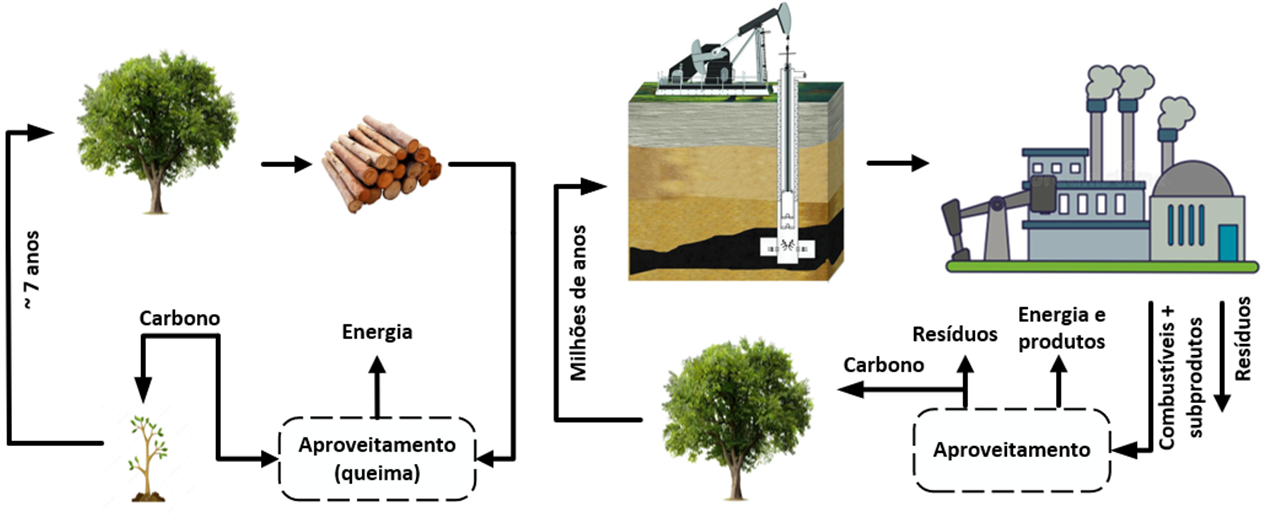 ~ 7 anos
Carbono
Energia
Aproveitamento
(queima)
Milhões de anos
Carbono
Resíduos
Energia e
produtos
Aproveitamento
Combustíveis +
subprodutos
Resíduos